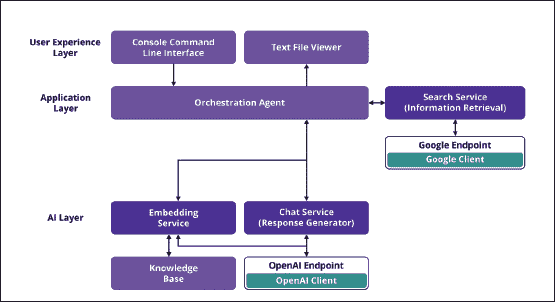 User Experience
Layer
Console Command
Line Interface
Text File Viewer
Application
Layer
Orchestration Agent
Search Service
(Information Retrieval)
Google Endpoint
Google Client
AI Layer
Embedding
Service
Chat Service
(Response Generator)
Knowledge
Base
OpenAI Endpoint
OpenAI Client